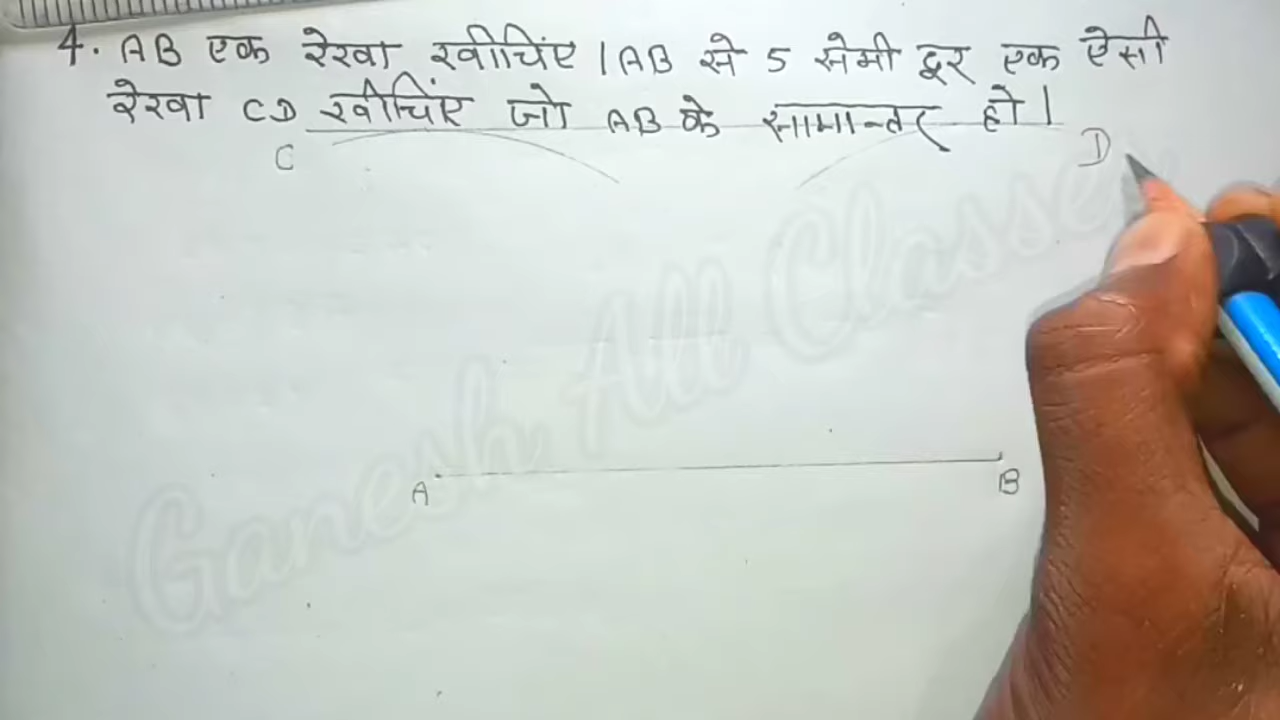 4. AB एक रेखा खीचिंए । AB से 5 सेमी दूर एक ऐसी
रेखा CD खीचिंए जो AB के सामान्तर हो।
C D
Ganesh All Classes
A B